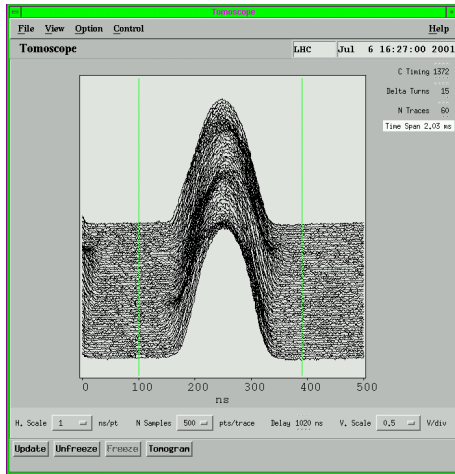 Tomoscope
File View Option Control Help
Tomoscope LHC Jul 6 16:27:00 2001
C Timing 1372
Delta Turns 15
N Traces 60
Time Span 2.03 ms
0 100 200 300 400 500
ns
H. Scale 1 ns/pt N Samples 500 pts/trace Delay 1020 ns V. Scale 0.5 V/div
Update Unfreeze Freeze Tomogram